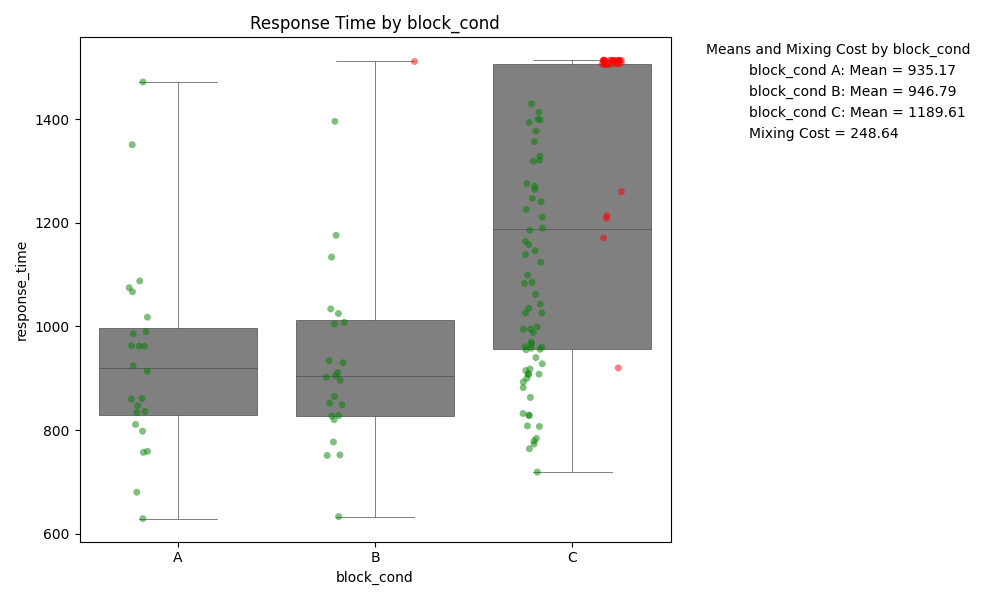 Response Time by block_cond
Means and Mixing Cost by block_cond
block_cond A: Mean = 935.17
block_cond B: Mean = 946.79
block_cond C: Mean = 1189.61
Mixing Cost = 248.64
response_time
1400
1200
1000
800
600
A
B
C
block_cond